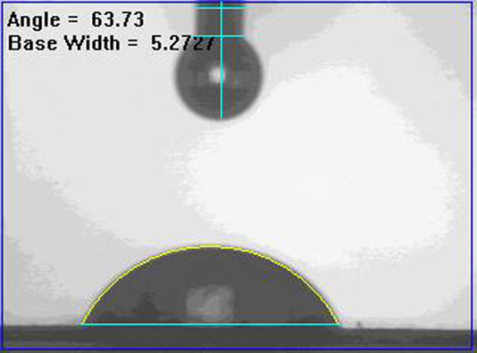 Angle = 63.73
Base Width = 5.2727